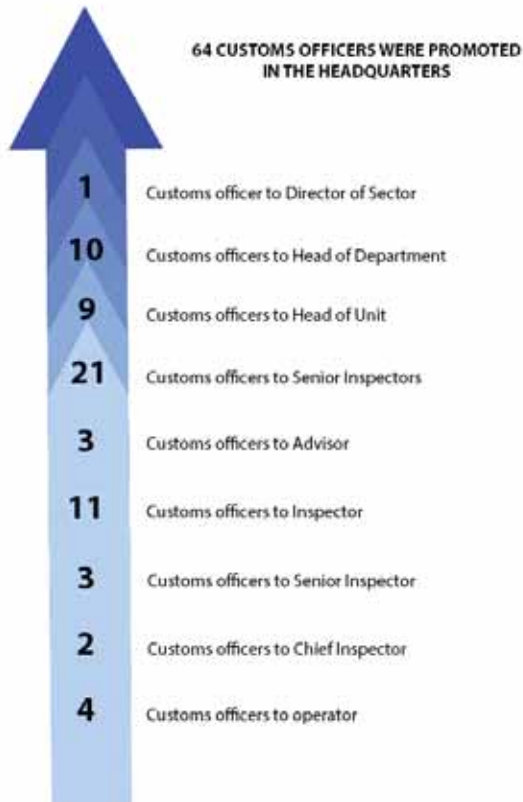 64 CUSTOMS OFFICERS WERE PROMOTED
IN THE HEADQUARTERS
1 Customs officer to Director of Sector
10 Customs officers to Head of Department
9 Customs officers to Head of Unit
21 Customs officers to Senior Inspectors
3 Customs officers to Advisor
11 Customs officers to Inspector
3 Customs officers to Senior Inspector
2 Customs officers to Chief Inspector
4 Customs officers to operator